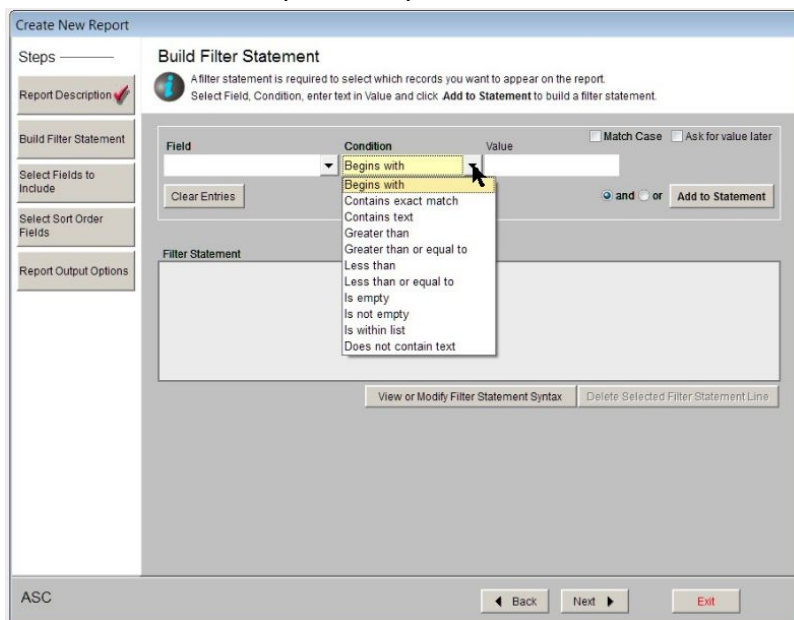 Create New Report
Steps
Report Description
Build Filter Statement
Select Fields to
Include
Select Sort Order
Fields
Report Output Options
Build Filter Statement
A filter statement is required to select which records you want to appear on the report.
Select Field, Condition, enter text in Value and click Add to Statement to build a filter statement.
Field Condition Value Match Case Ask for value later
Begins with
Clear Entries and or Add to Statement
Begins with
Contains exact match
Contains text
Greater than
Greater than or equal to
Less than
Less than or equal to
Is empty
Is not empty
Is within list
Does not contain text
Filter Statement
View or Modify Filter Statement Syntax Delete Selected Filter Statement Line
ASC Back Next Exit